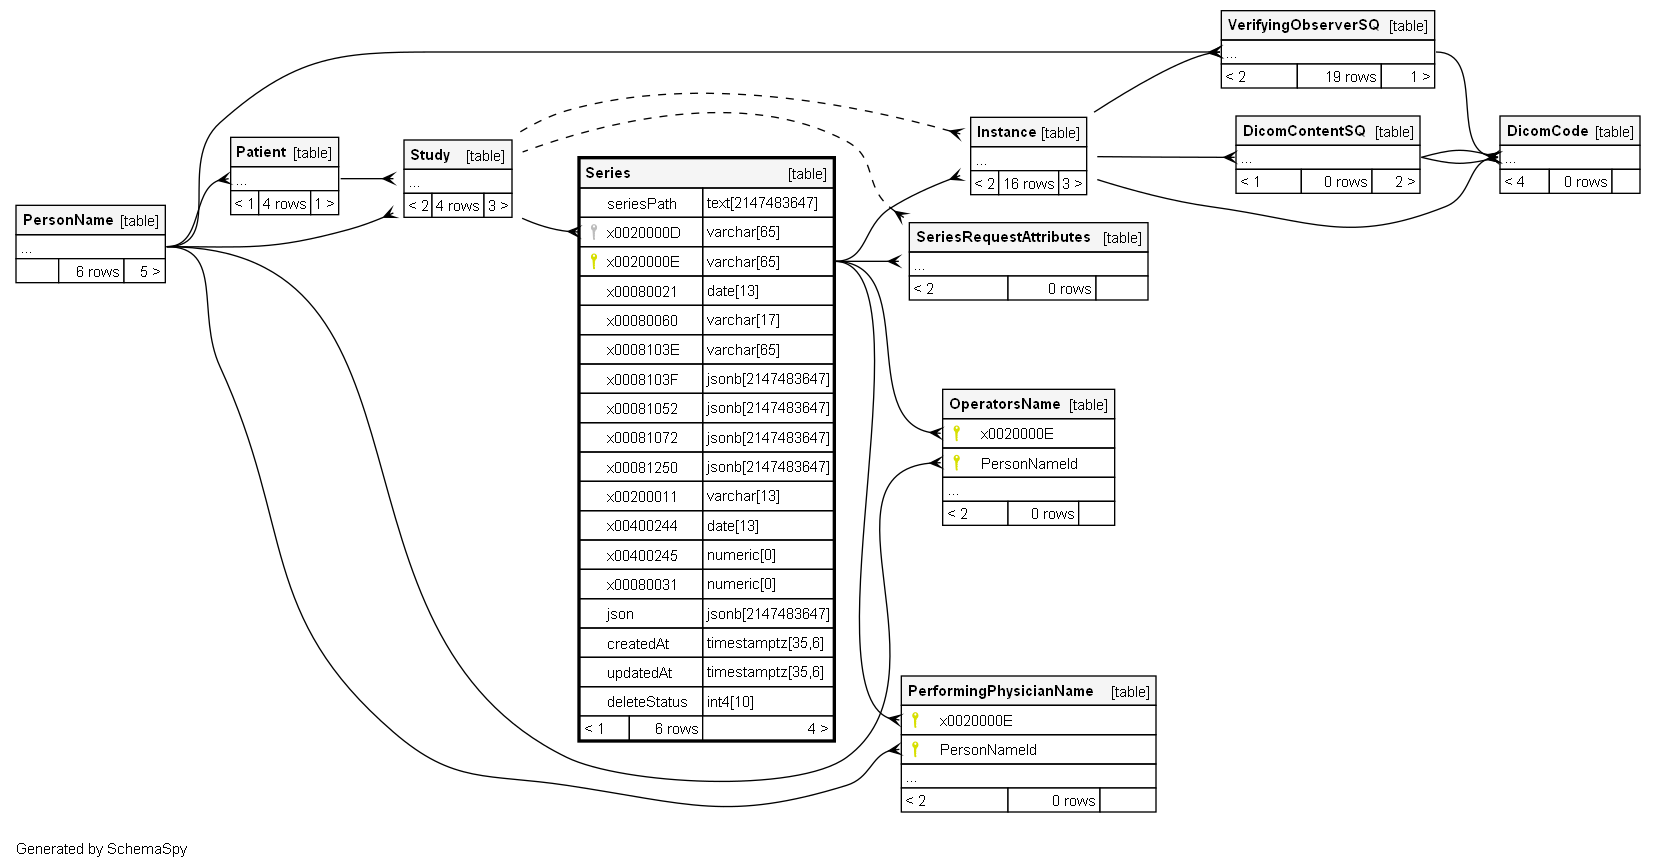 VerifyingObserverSQ [table]
...
< 2 19 rows 1 >
Patient [table]
...
< 1 4 rows 1 >
Study [table]
...
< 2 4 rows 3 >
Instance [table]
...
< 2 16 rows 3 >
DicomContentSQ [table]
...
< 1 0 rows 2 >
DicomCode [table]
...
< 4 0 rows
PersonName [table]
...
6 rows 5 >
Series [table]
seriesPath text[2147483647]
x0020000D varchar[65]
x0020000E varchar[65]
x00080021 date[13]
x00080060 varchar[17]
x0008103E varchar[65]
x0008103F jsonb[2147483647]
x00081052 jsonb[2147483647]
x00081072 jsonb[2147483647]
x00081250 jsonb[2147483647]
x00200011 varchar[13]
x00400244 date[13]
x00400245 numeric[0]
x00080031 numeric[0]
json jsonb[2147483647]
createdAt timestamptz[35,6]
updatedAt timestamptz[35,6]
deleteStatus int4[10]
< 1 6 rows 4 >
SeriesRequestAttributes [table]
...
< 2 0 rows
OperatorsName [table]
x0020000E
PersonNameId
...
< 2 0 rows
PerformingPhysicianName [table]
x0020000E
PersonNameId
...
< 2 0 rows
Generated by SchemaSpy